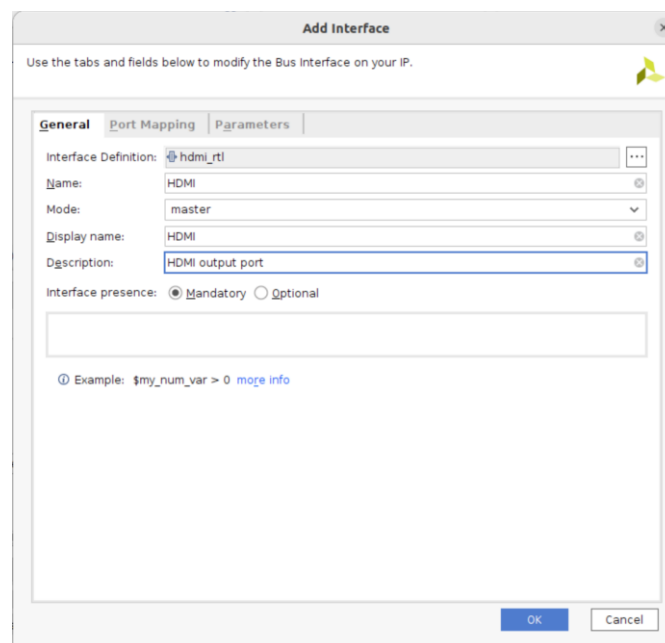 Add Interface
Use the tabs and fields below to modify the Bus Interface on your IP.
General Port Mapping Parameters
Interface Definition: hdmi_rtl ...
Name: HDMI
Mode: master
Display name: HDMI
Description: HDMI output port
Interface presence: Mandatory Optional
Example: $my_num_var > 0 more info
OK Cancel